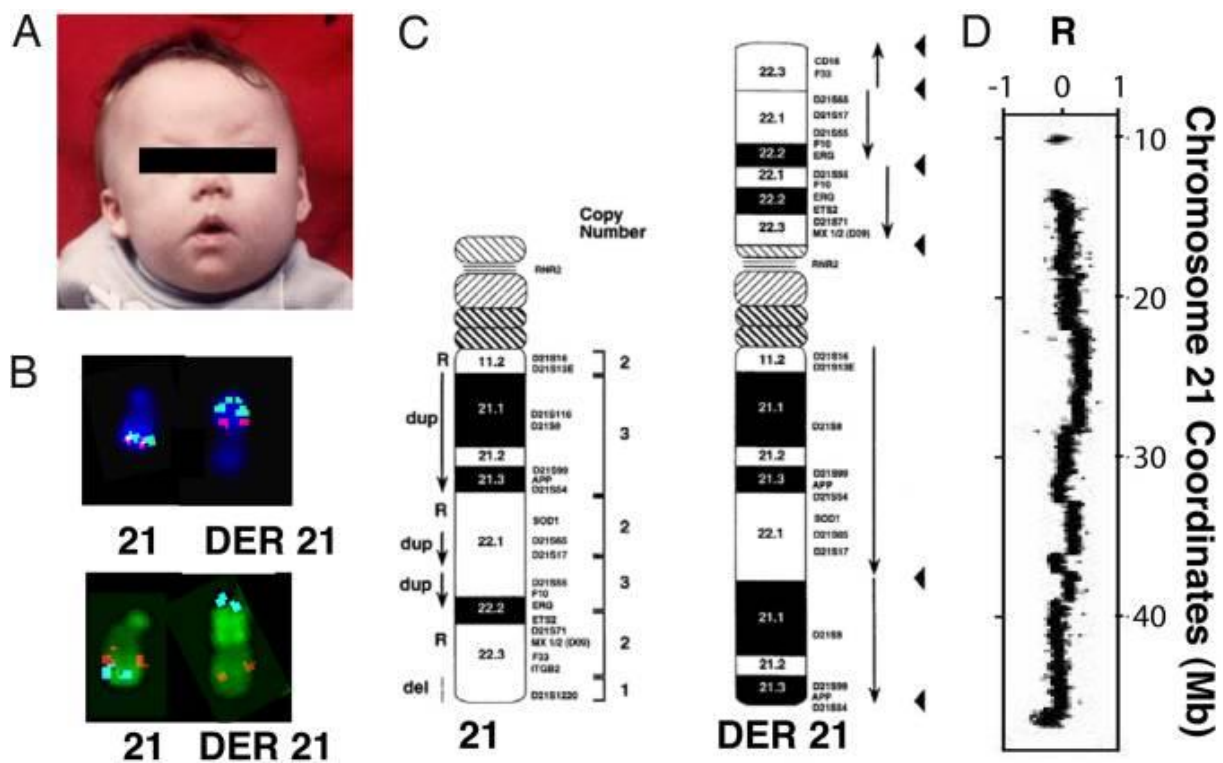 A
B
21 DER 21
21 DER 21
C
Copy
Number
RNR2
R
11.2
D21S16
D21S13E
2
dup
21.1
D21S116
D21S8
3
21.2
21.3
D21S99
APP
D21S54
R
22.1
SOD1
D21S65
D21S17
2
dup
dup
D21S55
F10
3
22.2
ERG
ETS2
R
22.3
D21S71
MX 1/2 (D09)
F33
ITGB2
2
del
D21S1220
1
21
22.3
CD18
F33
22.1
D21S65
D21S17
D21S55
F10
22.2
ERG
22.1
D21S55
F10
22.2
ERG
ETS2
22.3
D21S71
MX 1/2 (D09)
RNR2
11.2
D21S16
D21S13E
21.1
D21S8
21.2
21.3
D21S99
APP
D21S54
22.1
SOD1
D21S65
D21S17
21.1
D21S8
21.2
21.3
D21S99
APP
D21S54
DER 21
D
R
-1 0 1
10
20
30
40
Chromosome 21 Coordinates (Mb)